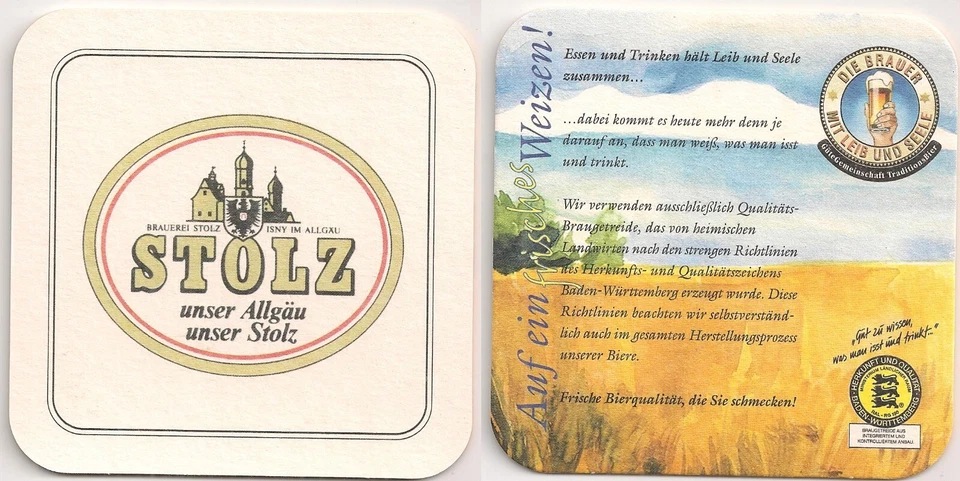 BRAUEREI STOLZ ISNY IM ALLGÄU
STOLZ
unser Allgäu
unser Stolz
Auf ein frisches Weizen!
Essen und Trinken hält Leib und Seele
zusammen...
...dabei kommt es heute mehr denn je
darauf an, dass man weiß, was man isst
und trinkt.
Wir verwenden ausschließlich Qualitäts-
Braugetreide, das von heimischen
Landwirten nach den strengen Richtlinien
des Herkunfts- und Qualitätszeichens
Baden-Württemberg erzeugt wurde. Diese
Richtlinien beachten wir selbstverständ-
lich auch im gesamten Herstellungsprozess
unserer Biere.
Frische Bierqualität, die Sie schmecken!
DIE BRAUER
MIT LEIB UND SEELE
GüteGemeinschaft TraditionsBier
„Gut zu wissen,
was man isst und trinkt..."
HERKUNFT UND QUALITÄT
BADEN-WÜRTTEMBERG
BRAUGETREIDE AUS
INTEGRIERTEM UND
KONTROLLIERTEM ANBAU.